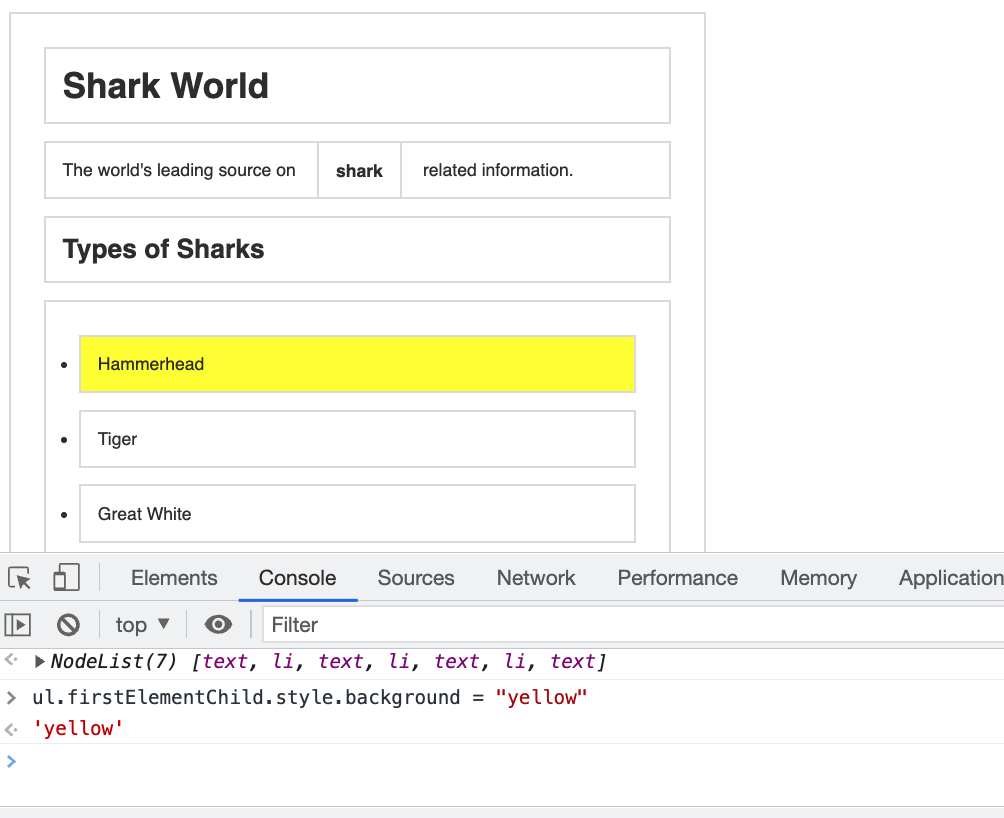 Shark World
The world's leading source on shark related information.
Types of Sharks
Hammerhead
Tiger
Great White
Elements Console Sources Network Performance Memory Application
top Filter
NodeList(7) [text, li, text, li, text, li, text]
ul.firstElementChild.style.background = "yellow"
'yellow'